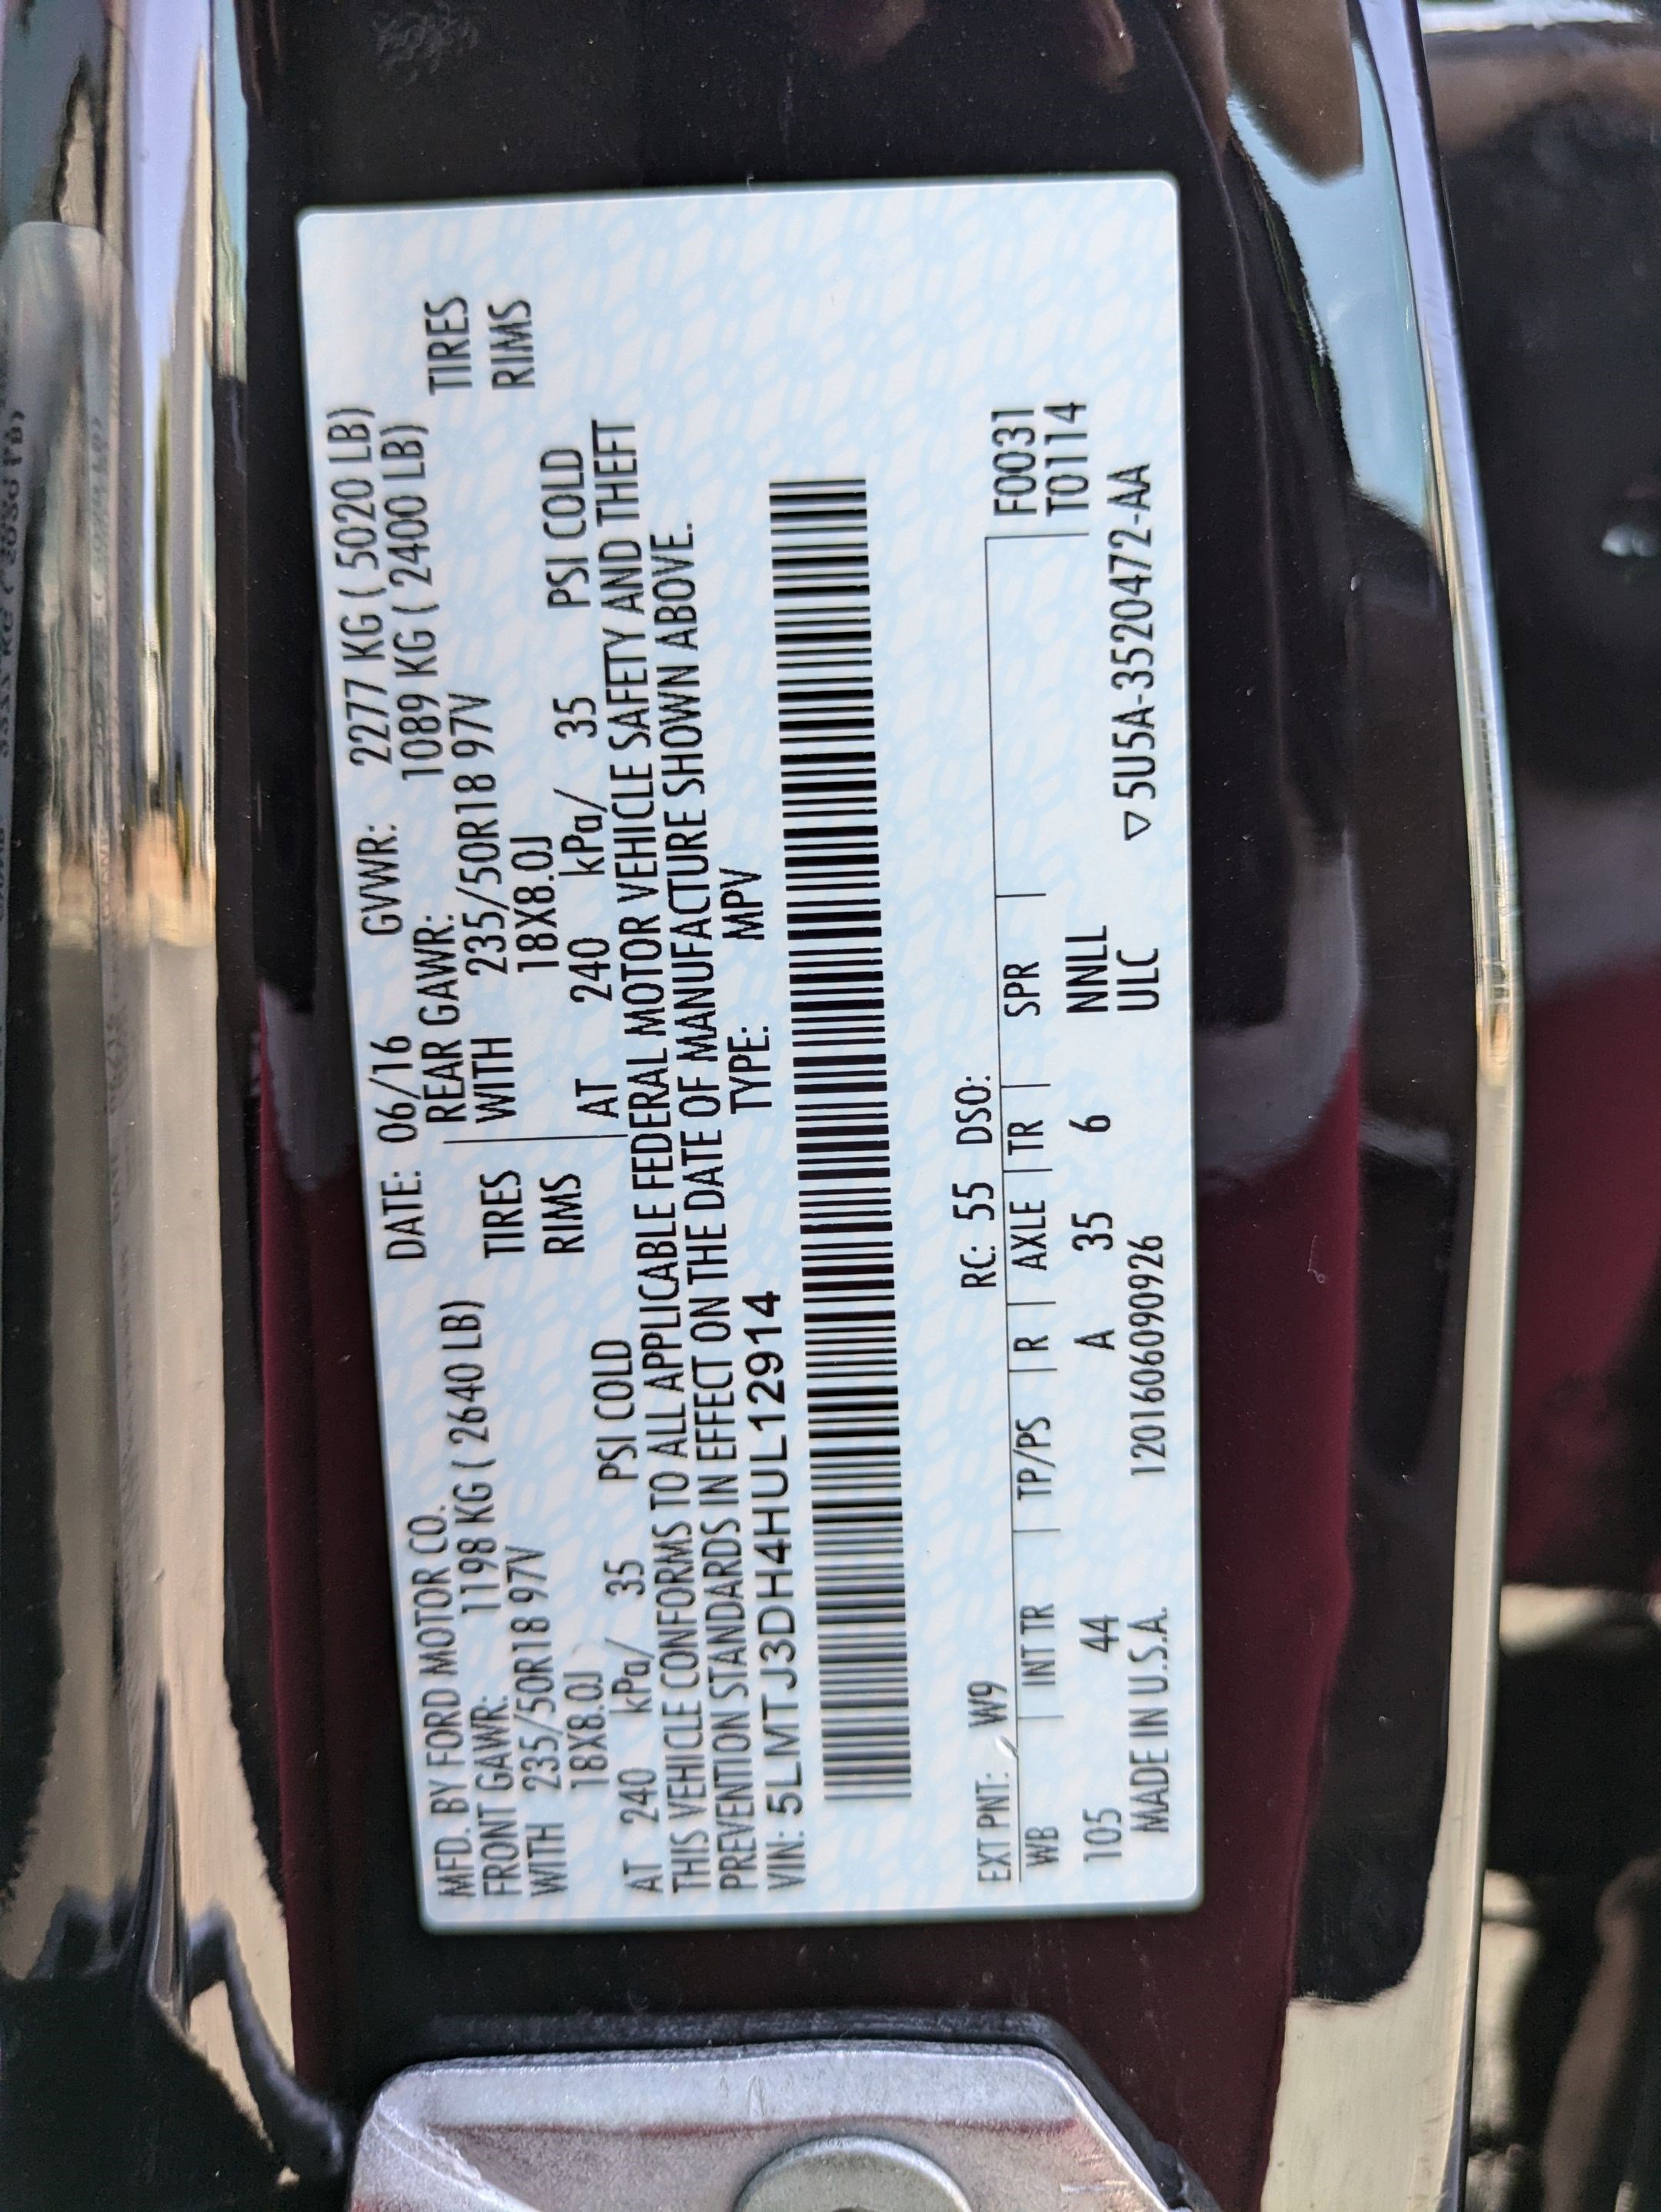 MFD. BY FORD MOTOR CO. DATE: 06/16 GVWR: 2277 KG ( 5020 LB)
FRONT GAWR: 1198 KG ( 2640 LB) REAR GAWR: 1089 KG ( 2400 LB)
WITH 235/50R18 97V TIRES WITH 235/50R18 97V TIRES
18X8.0J RIMS 18X8.0J RIMS
AT 240 kPa/ 35 PSI COLD AT 240 kPa/ 35 PSI COLD
THIS VEHICLE CONFORMS TO ALL APPLICABLE FEDERAL MOTOR VEHICLE SAFETY AND THEFT
PREVENTION STANDARDS IN EFFECT ON THE DATE OF MANUFACTURE SHOWN ABOVE.
VIN: 5LMTJ3DH4HUL12914 TYPE: MPV
EXT PNT: W9 RC: 55 DSO:
WB INT TR TP/PS R AXLE TR SPR F0031
105 44 A 35 6 NNLL T0114
MADE IN U.S.A. 120160609​0926 ULC ▽5U5A-3520472-AA